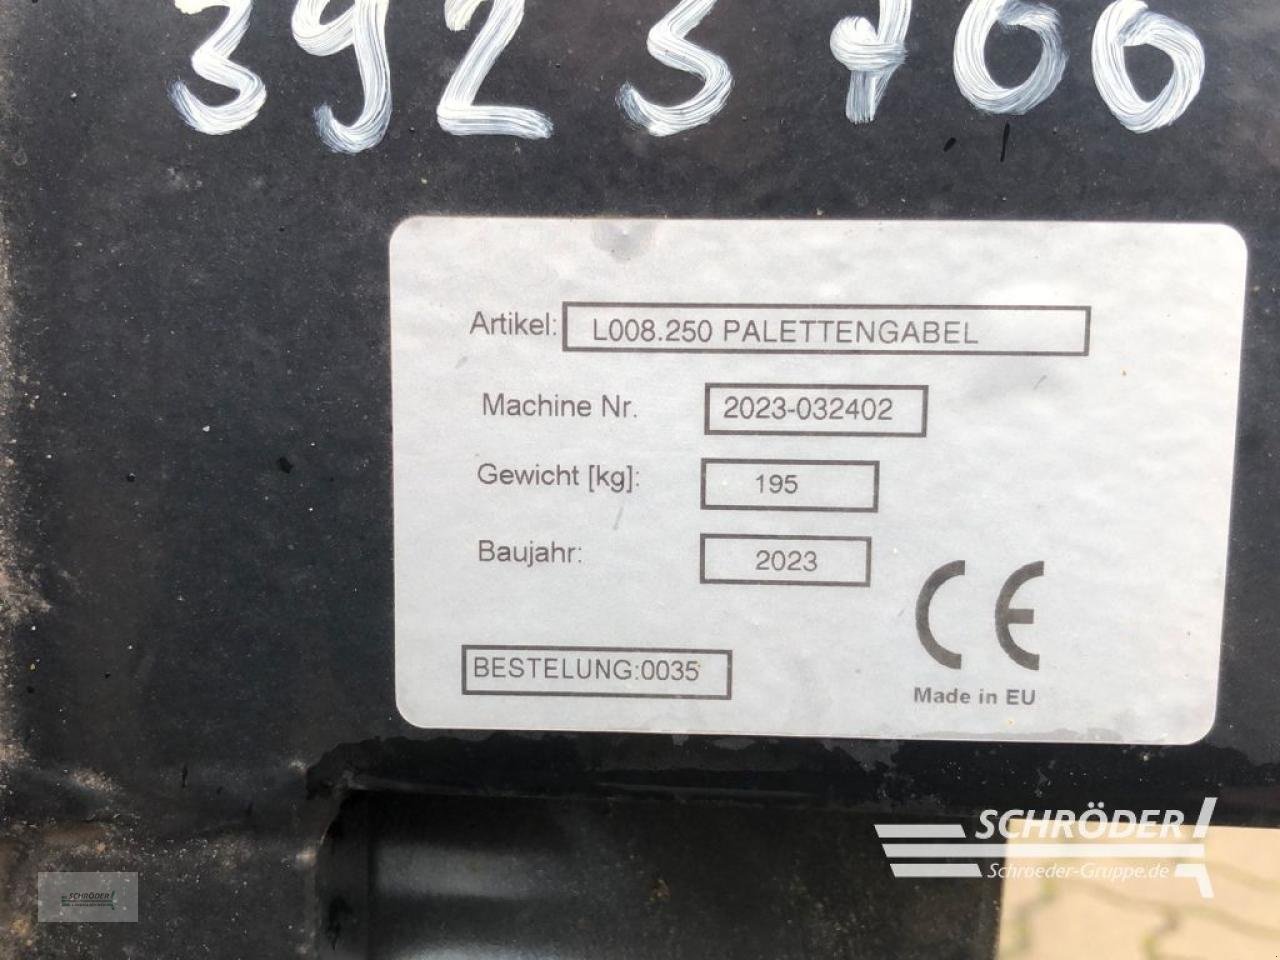 3923700
Artikel: L008.250 PALETTENGABEL
Machine Nr. 2023-032402
Gewicht [kg]: 195
Baujahr: 2023
CE
BESTELUNG:0035
Made in EU
SCHRÖDER
Schroeder-Gruppe.de
SCHRÖDER